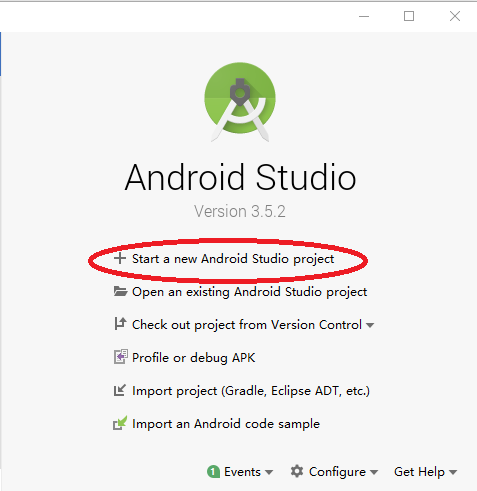 Android Studio
Version 3.5.2
Start a new Android Studio project
Open an existing Android Studio project
Check out project from Version Control
Profile or debug APK
Import project (Gradle, Eclipse ADT, etc.)
Import an Android code sample
1 Events Configure Get Help